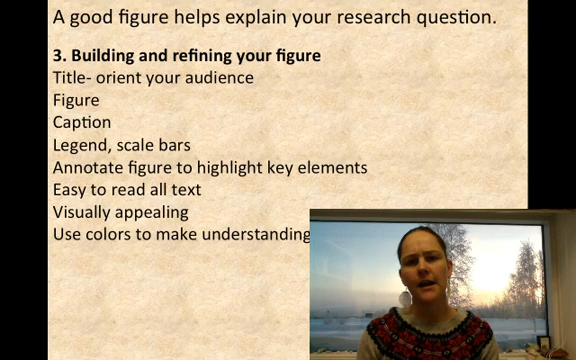 A good figure helps explain your research question.
3. Building and refining your figure
Title- orient your audience
Figure
Caption
Legend, scale bars
Annotate figure to highlight key elements
Easy to read all text
Visually appealing
Use colors to make understanding